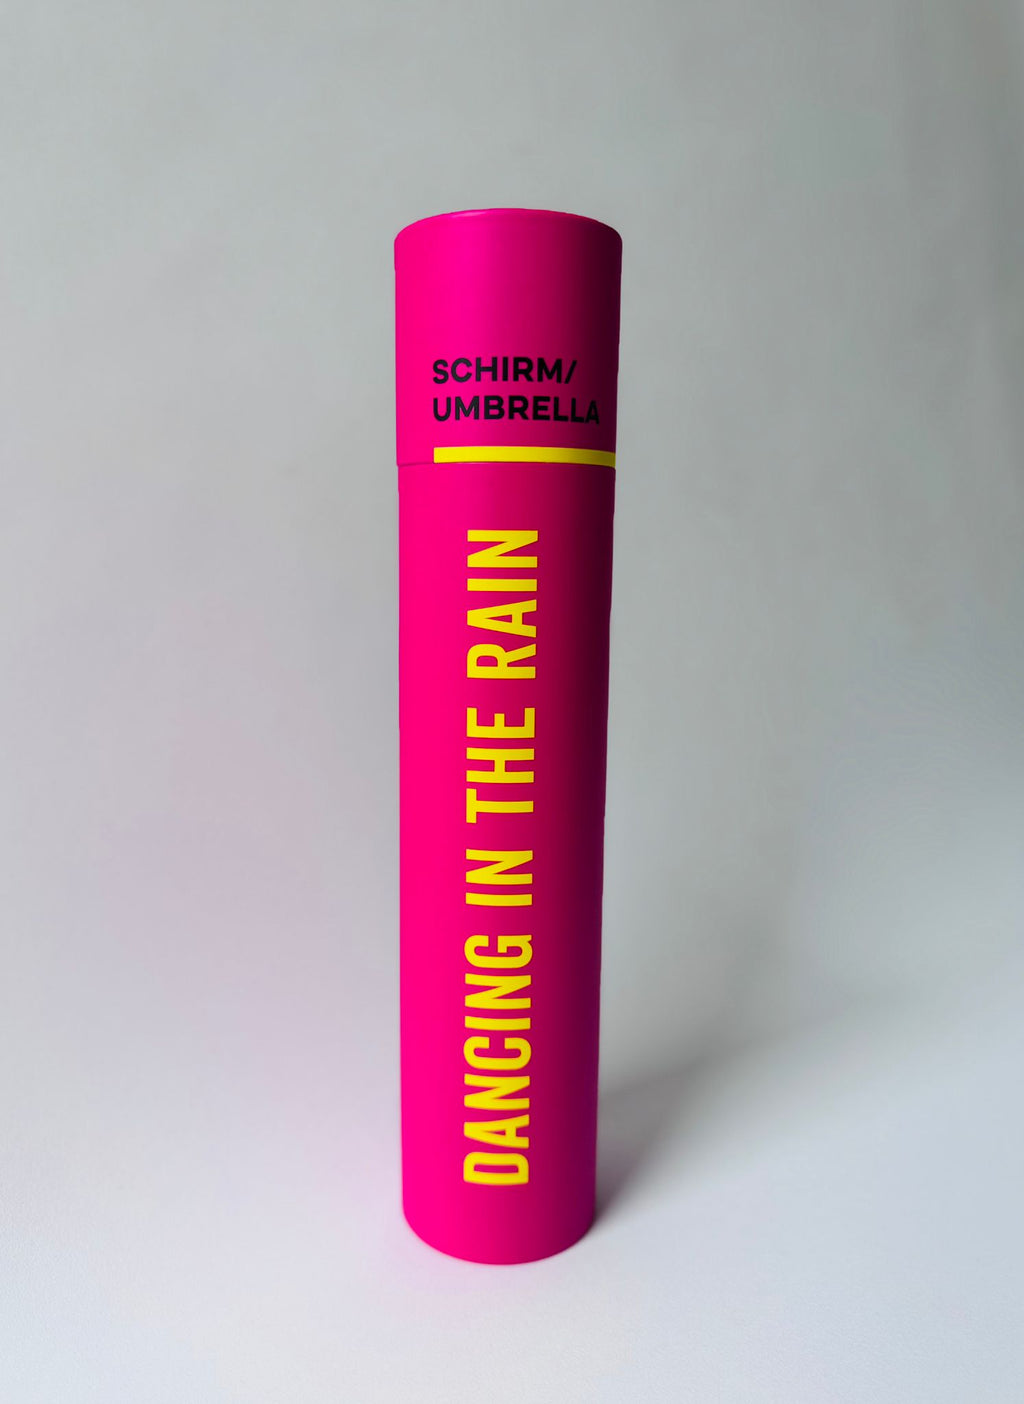 SCHIRM/
UMBRELLA
DANCING IN THE RAIN